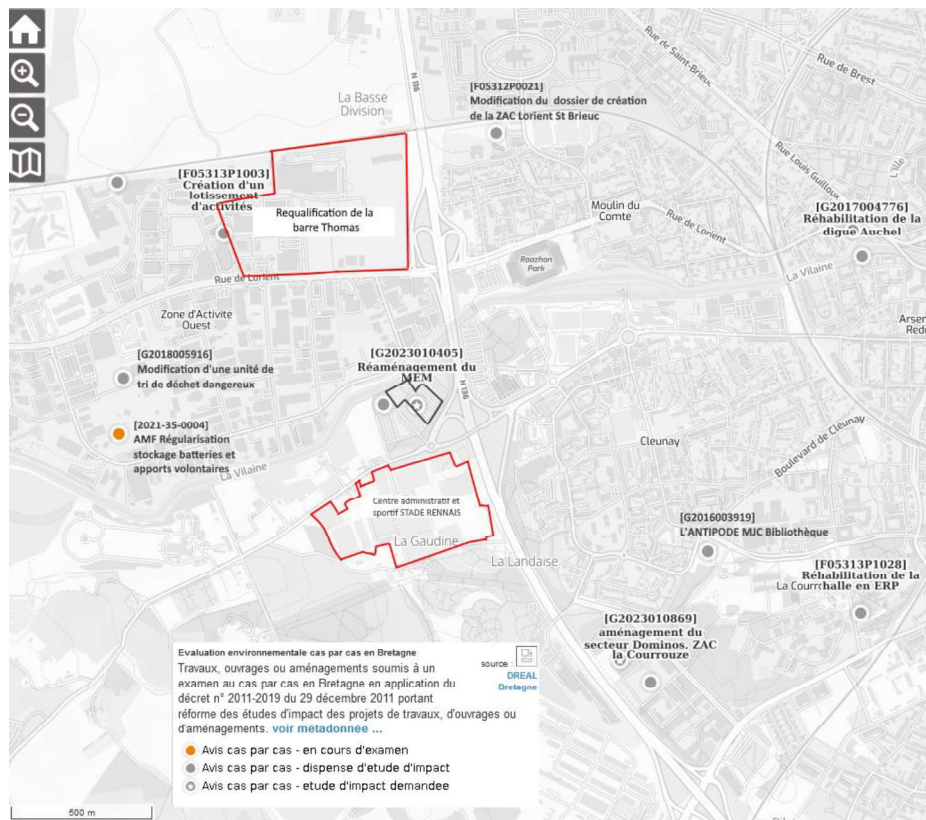 La Basse
Division
N 136
[F05312P0021]
Modification du dossier de création
de la ZAC Lorient St Brieuc
Rue de Saint-Brieuc
Rue de Brest
Rue Louis Guilloux
L'Ille
[F05313P1003]
Création d'un
lotissement
d'activités
Requalification de la
barre Thomas
Moulin du
Comte
Rue de Lorient
[G2017004776]
Réhabilitation de la
digue Auchel
Roazhon
Park
La Vilaine
Rue de Lorient
Zone d'Activité
Ouest
[G2018005916]
Modification d'une unité de
tri de déchet dangereux
[G2023010405]
Réaménagement du
MEM
N 136
[2021-35-0004]
AMF Régularisation
stockage batteries et
apports volontaires
La Vilaine
Cleunay
Boulevard de Cleunay
Centre administratif et
sportif STADE RENNAIS
La Gaudine
La Landaise
[G2016003919]
L'ANTIPODE MJC Bibliothèque
[F05313P1028]
Réhabilitation de la
halle en ERP
[G2023010869]
aménagement du
secteur Dominos. ZAC
la Courrouze
Evaluation environnementale cas par cas en Bretagne
source :
DREAL
Bretagne
Travaux, ouvrages ou aménagements soumis à un
examen au cas par cas en Bretagne en application du
décret n° 2011-2019 du 29 décembre 2011 portant
réforme des études d'impact des projets de travaux, d'ouvrages ou
d'aménagements. voir métadonnée ...
Avis cas par cas - en cours d'examen
Avis cas par cas - dispense d'etude d'impact
Avis cas par cas - etude d'impact demandee
500 m